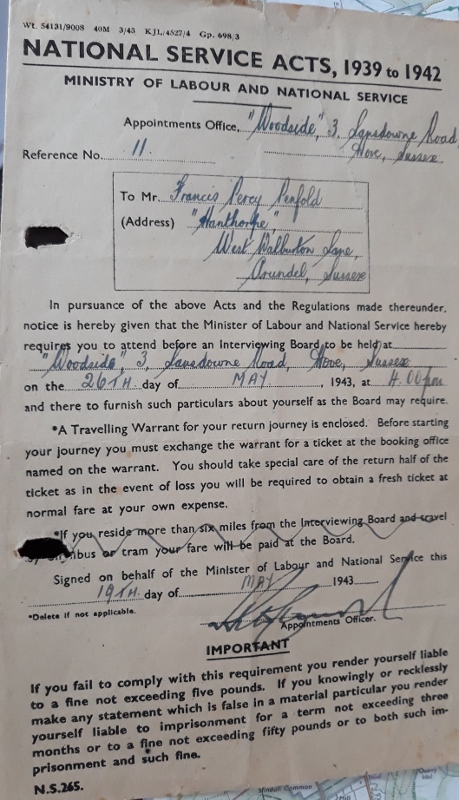 Wt. 54131/9008 40M 3/43 KJL/4527/4 Gp. 698/3
NATIONAL SERVICE ACTS, 1939 to 1942
MINISTRY OF LABOUR AND NATIONAL SERVICE
Appointments Office, "Woodside", 3, Lansdowne Road
Hove, Sussex
Reference No. 11.
To Mr. Francis Percy Penfold
(Address) "Hanthorpe",
West Walberton Lane,
Arundel, Sussex
In pursuance of the above Acts and the Regulations made thereunder,
notice is hereby given that the Minister of Labour and National Service hereby
requires you to attend before an Interviewing Board to be held at
"Woodside", 3, Lansdowne Road, Hove, Sussex
on the 26TH day of MAY, 1943, at 4.00pm
and there to furnish such particulars about yourself as the Board may require.
*A Travelling Warrant for your return journey is enclosed. Before starting
your journey you must exchange the warrant for a ticket at the booking office
named on the warrant. You should take special care of the return half of the
ticket as in the event of loss you will be required to obtain a fresh ticket at
normal fare at your own expense.
*If you reside more than six miles from the Interviewing Board and travel
omnibus or tram your fare will be paid at the Board.
Signed on behalf of the Minister of Labour and National Service this
19TH day of MAY 1943
*Delete if not applicable.
Appointments Officer.
IMPORTANT
If you fail to comply with this requirement you render yourself liable
to a fine not exceeding five pounds. If you knowingly or recklessly
make any statement which is false in a material particular you render
yourself liable to imprisonment for a term not exceeding three
months or to a fine not exceeding fifty pounds or to both such im-
prisonment and such fine.
N.S.265.
Common